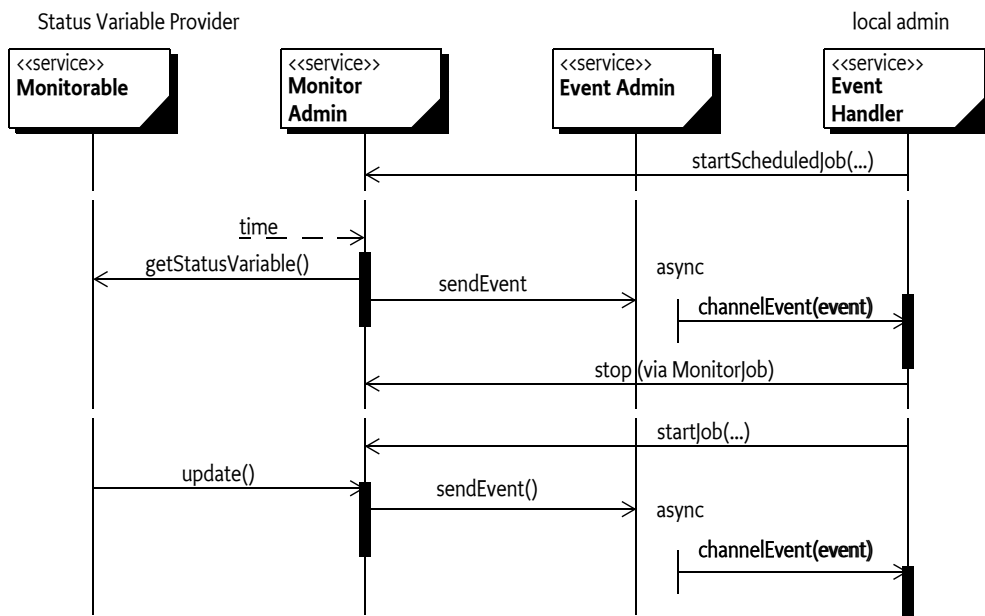 Status Variable Provider
local admin
<<service>>
Monitorable
<<service>>
Monitor
Admin
<<service>>
Event Admin
<<service>>
Event
Handler
startScheduledJob(...)
time
getStatusVariable()
sendEvent
async
channelEvent(event)
stop (via MonitorJob)
startJob(...)
update()
sendEvent()
async
channelEvent(event)